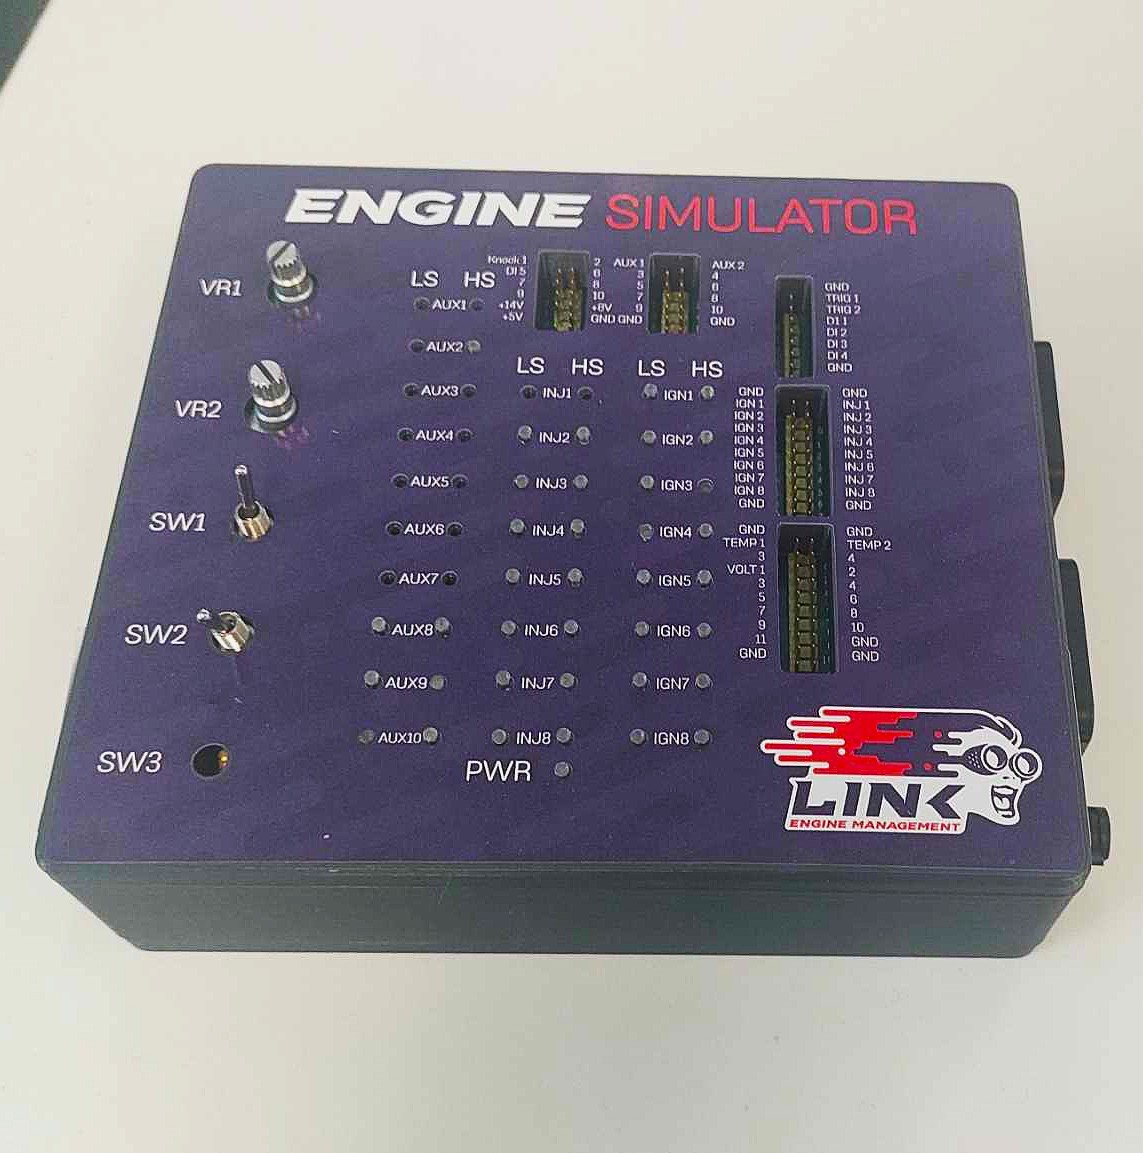 ENGINE SIMULATOR
VR1
VR2
SW1
SW2
SW3
LS HS
AUX1
AUX2
AUX3
AUX4
AUX5
AUX6
AUX7
AUX8
AUX9
AUX10
Knock 1 2
DI 5 6
7 8
9 10
+14V +8V
+5V GND
AUX 1 AUX 2
3 4
5 6
7 8
9 10
GND GND
LS HS
INJ1
INJ2
INJ3
INJ4
INJ5
INJ6
INJ7
INJ8
PWR
LS HS
IGN1
IGN2
IGN3
IGN4
IGN5
IGN6
IGN7
IGN8
GND
TRIG 1
TRIG 2
DI 1
DI 2
DI 3
DI 4
GND
GND GND
IGN 1 INJ 1
IGN 2 INJ 2
IGN 3 INJ 3
IGN 4 INJ 4
IGN 5 INJ 5
IGN 6 INJ 6
IGN 7 INJ 7
IGN 8 INJ 8
GND GND
GND GND
TEMP 1 TEMP 2
3 4
VOLT 1 2
3 4
5 6
7 8
9 10
11 GND
GND GND
LINK
ENGINE MANAGEMENT